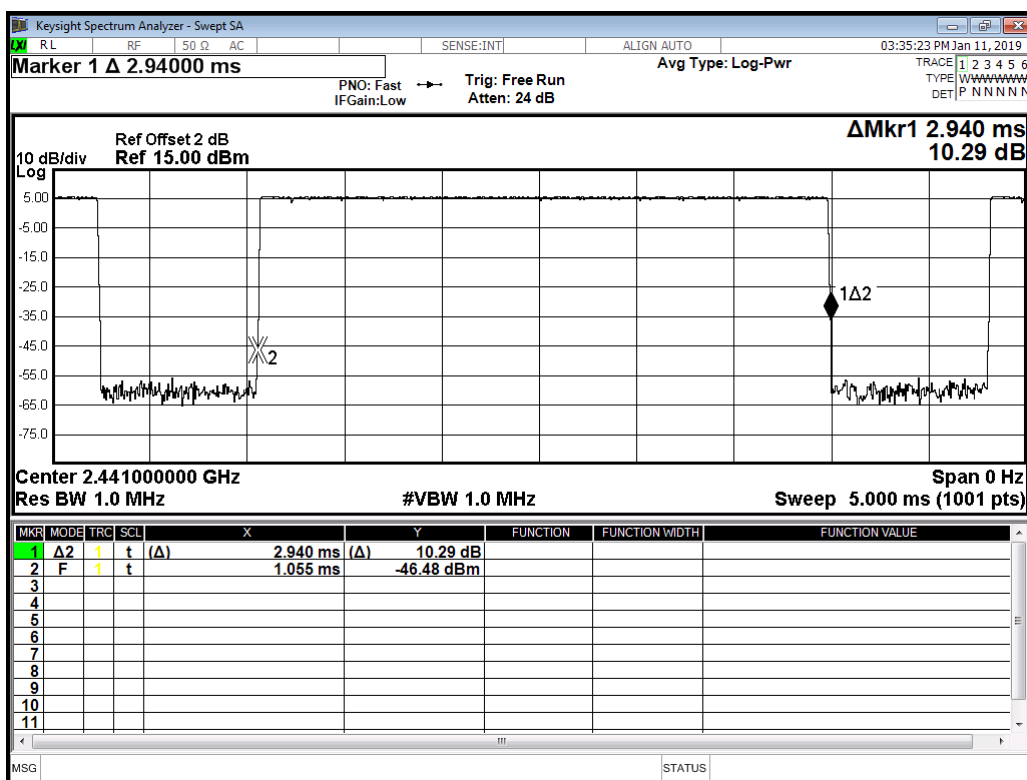 Keysight Spectrum Analyzer - Swept SA
LXI RL RF 50 Ω AC SENSE:INT ALIGN AUTO 03:35:23 PM Jan 11, 2019
Marker 1 Δ 2.94000 ms
PNO: Fast
IFGain:Low
Trig: Free Run
Atten: 24 dB
Avg Type: Log-Pwr
TRACE 1 2 3 4 5 6
TYPE WWWWWW
DET P N N N N N
ΔMkr1 2.940 ms
10.29 dB
Ref Offset 2 dB
10 dB/div Ref 15.00 dBm
Log
5.00
-5.00
-15.0
-25.0
-35.0
-45.0
-55.0
-65.0
-75.0
1Δ2
2
Center 2.441000000 GHz Span 0 Hz
Res BW 1.0 MHz #VBW 1.0 MHz Sweep 5.000 ms (1001 pts)
MKR MODE TRC SCL X Y FUNCTION FUNCTION WIDTH FUNCTION VALUE
1 Δ2 1 t (Δ) 2.940 ms (Δ) 10.29 dB
2 F 1 t 1.055 ms -46.48 dBm
3
4
5
6
7
8
9
10
11
MSG STATUS